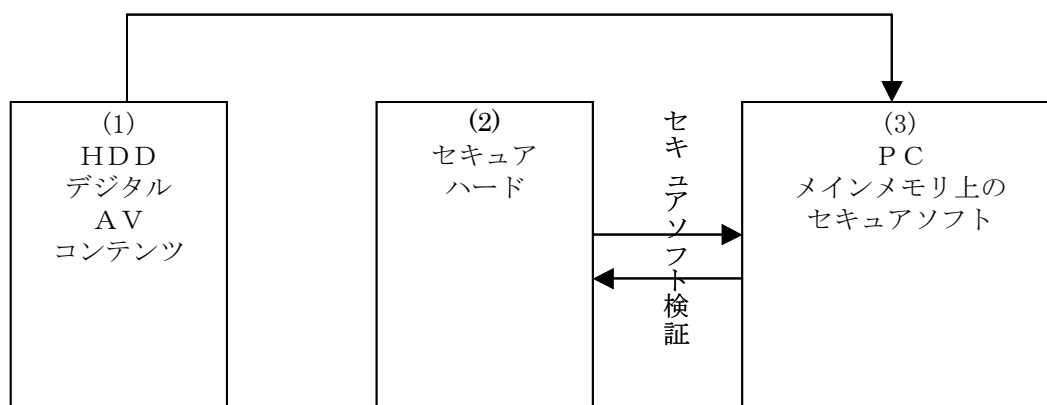 (1)
ＨＤＤ
デジタル
ＡＶ
コンテンツ
(2)
セキュア
ハード
セキュアソフト検証
(3)
ＰＣ
メインメモリ上の
セキュアソフト